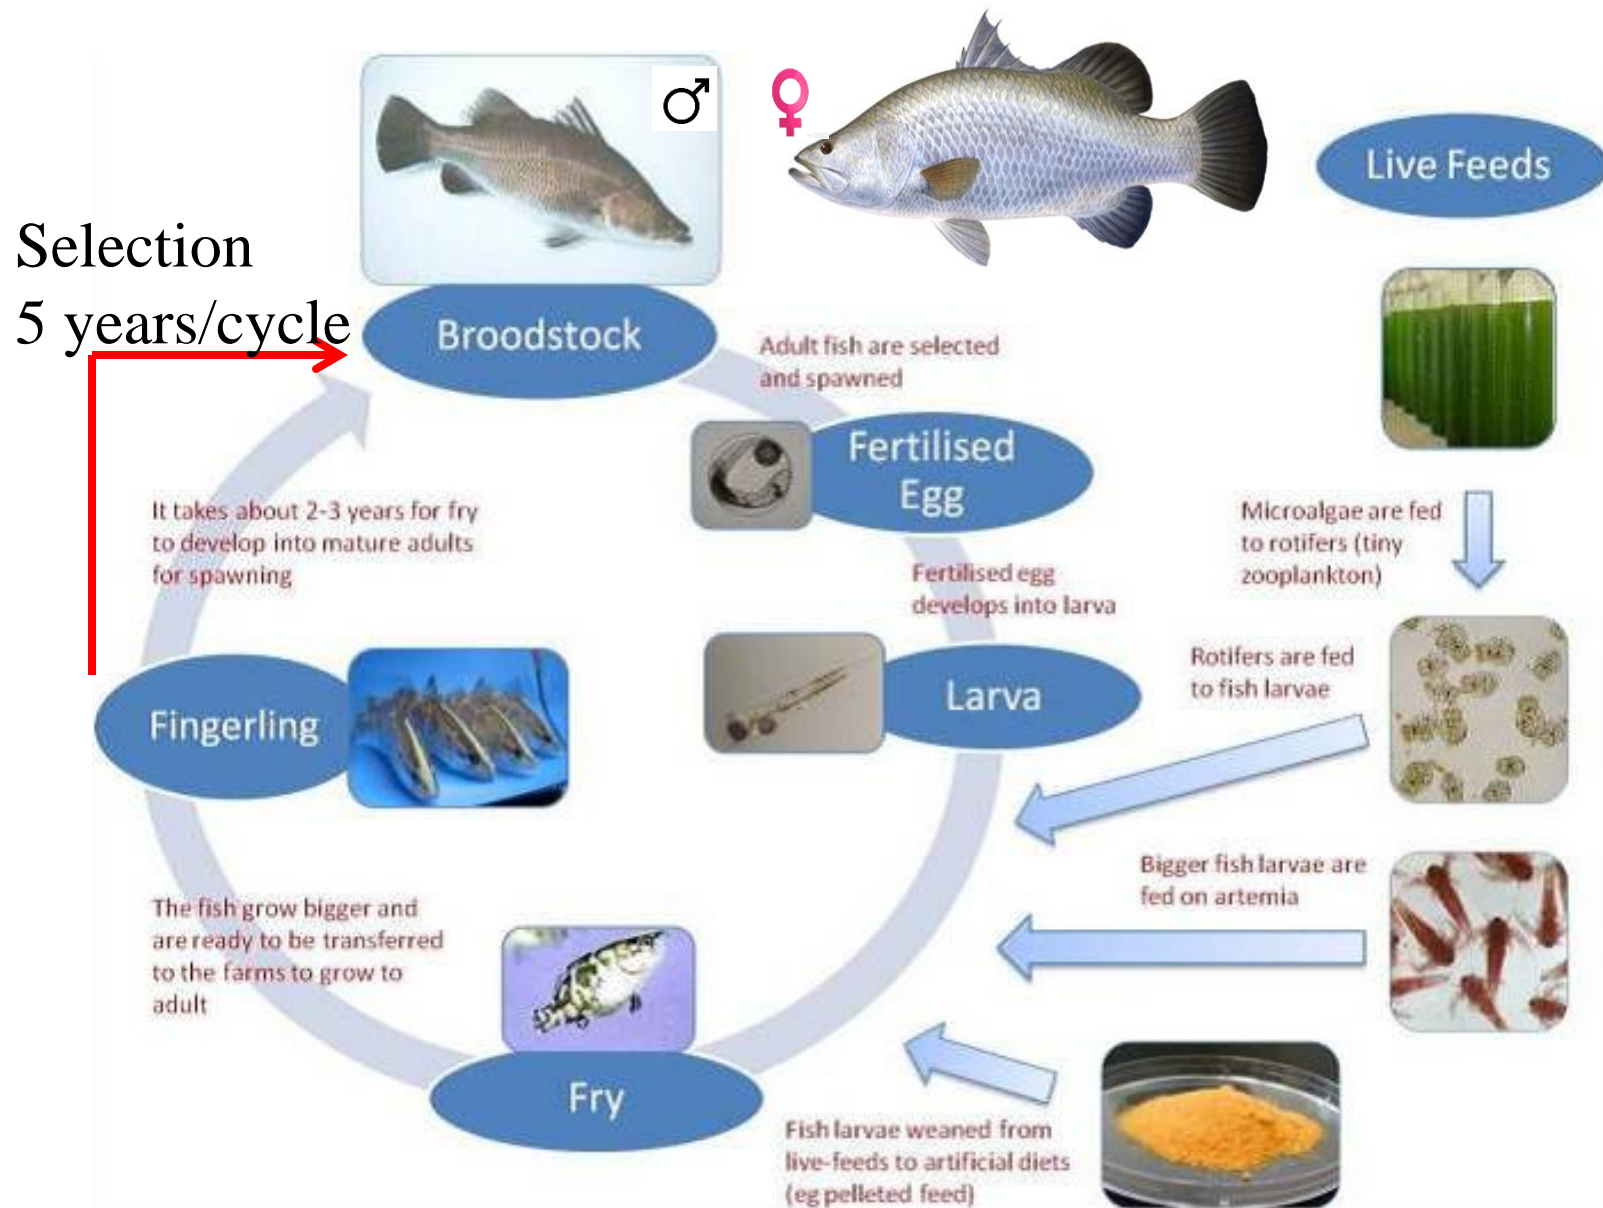 ♂
♀
Live Feeds
Selection
5 years/cycle
Broodstock
Adult fish are selected
and spawned
Fertilised
Egg
It takes about 2-3 years for fry
to develop into mature adults
for spawning
Microalgae are fed
to rotifers (tiny
zooplankton)
Fertilised egg
develops into larva
Rotifers are fed
to fish larvae
Larva
Fingerling
Bigger fish larvae are
fed on artemia
The fish grow bigger and
are ready to be transferred
to the farms to grow to
adult
Fry
Fish larvae weaned from
live-feeds to artificial diets
(eg pelleted feed)